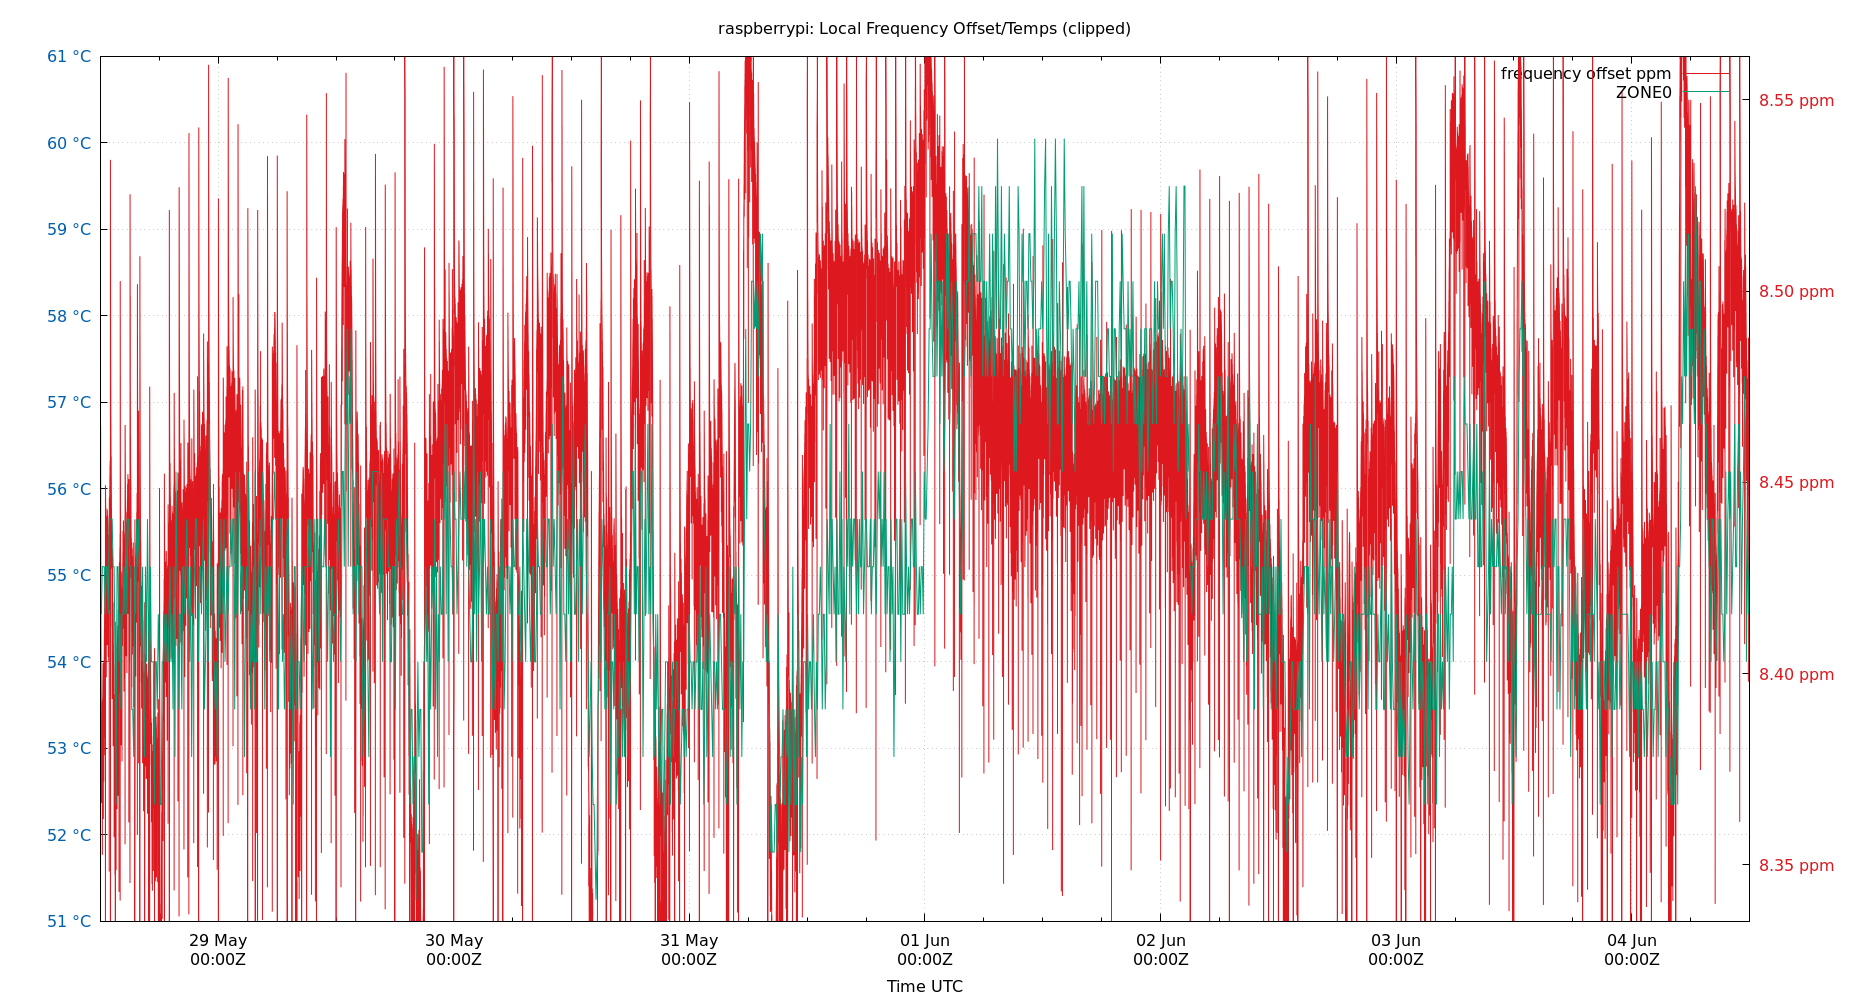 raspberrypi: Local Frequency Offset/Temps (clipped)
61 °C
60 °C
59 °C
58 °C
57 °C
56 °C
55 °C
54 °C
53 °C
52 °C
51 °C
frequency offset ppm
ZONE0
8.55 ppm
8.50 ppm
8.45 ppm
8.40 ppm
8.35 ppm
29 May
00:00Z
30 May
00:00Z
31 May
00:00Z
01 Jun
00:00Z
02 Jun
00:00Z
03 Jun
00:00Z
04 Jun
00:00Z
Time UTC